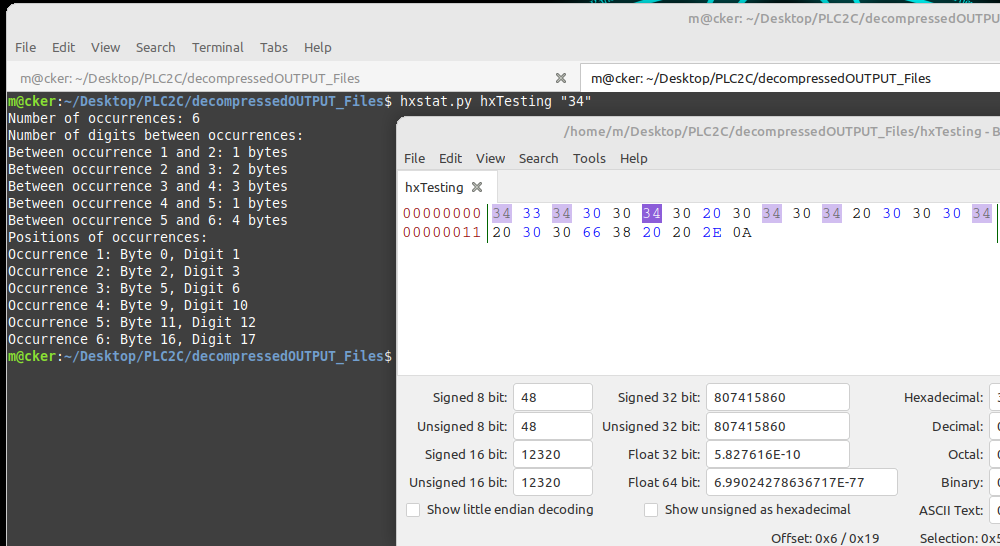 m@cker: ~/Desktop/PLC2C/decompressedOUTPU
File Edit View Search Terminal Tabs Help
m@cker: ~/Desktop/PLC2C/decompressedOUTPUT_Files
m@cker: ~/Desktop/PLC2C/decompressedOUTPUT_Files
m@cker:~/Desktop/PLC2C/decompressedOUTPUT_Files$ hxstat.py hxTesting "34"
Number of occurrences: 6
Number of digits between occurrences:
Between occurrence 1 and 2: 1 bytes
Between occurrence 2 and 3: 2 bytes
Between occurrence 3 and 4: 3 bytes
Between occurrence 4 and 5: 1 bytes
Between occurrence 5 and 6: 4 bytes
Positions of occurrences:
Occurrence 1: Byte 0, Digit 1
Occurrence 2: Byte 2, Digit 3
Occurrence 3: Byte 5, Digit 6
Occurrence 4: Byte 9, Digit 10
Occurrence 5: Byte 11, Digit 12
Occurrence 6: Byte 16, Digit 17
m@cker:~/Desktop/PLC2C/decompressedOUTPUT_Files$
/home/m/Desktop/PLC2C/decompressedOUTPUT_Files/hxTesting - B
File Edit View Search Tools Help
hxTesting
00000000 34 33 34 30 30 34 30 20 30 34 30 34 20 30 30 30 34
00000011 20 30 30 66 38 20 20 2E 0A
Signed 8 bit: 48 Signed 32 bit: 807415860 Hexadecimal: 3
Unsigned 8 bit: 48 Unsigned 32 bit: 807415860 Decimal: 0
Signed 16 bit: 12320 Float 32 bit: 5.827616E-10 Octal: 0
Unsigned 16 bit: 12320 Float 64 bit: 6.99024278636717E-77 Binary: 0
Show little endian decoding Show unsigned as hexadecimal ASCII Text: 0
Offset: 0x6 / 0x19 Selection: 0x5